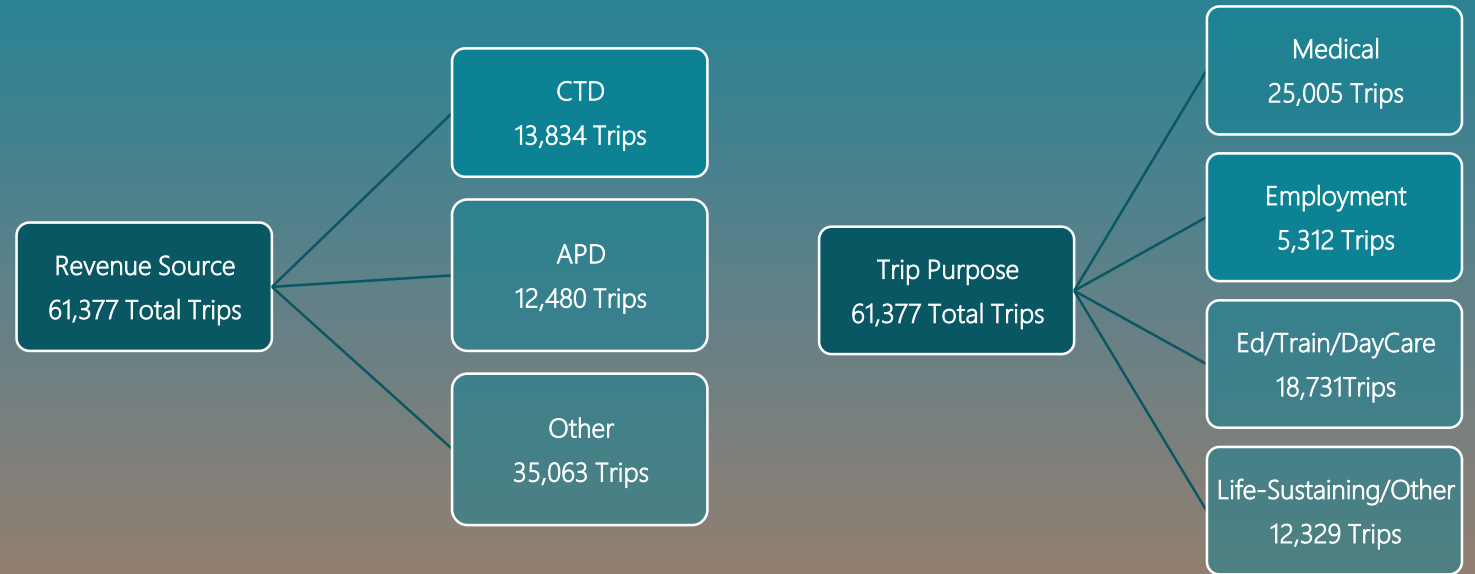 Revenue Source
61,377 Total Trips
CTD
13,834 Trips
APD
12,480 Trips
Other
35,063 Trips
Trip Purpose
61,377 Total Trips
Medical
25,005 Trips
Employment
5,312 Trips
Ed/Train/DayCare
18,731Trips
Life-Sustaining/Other
12,329 Trips